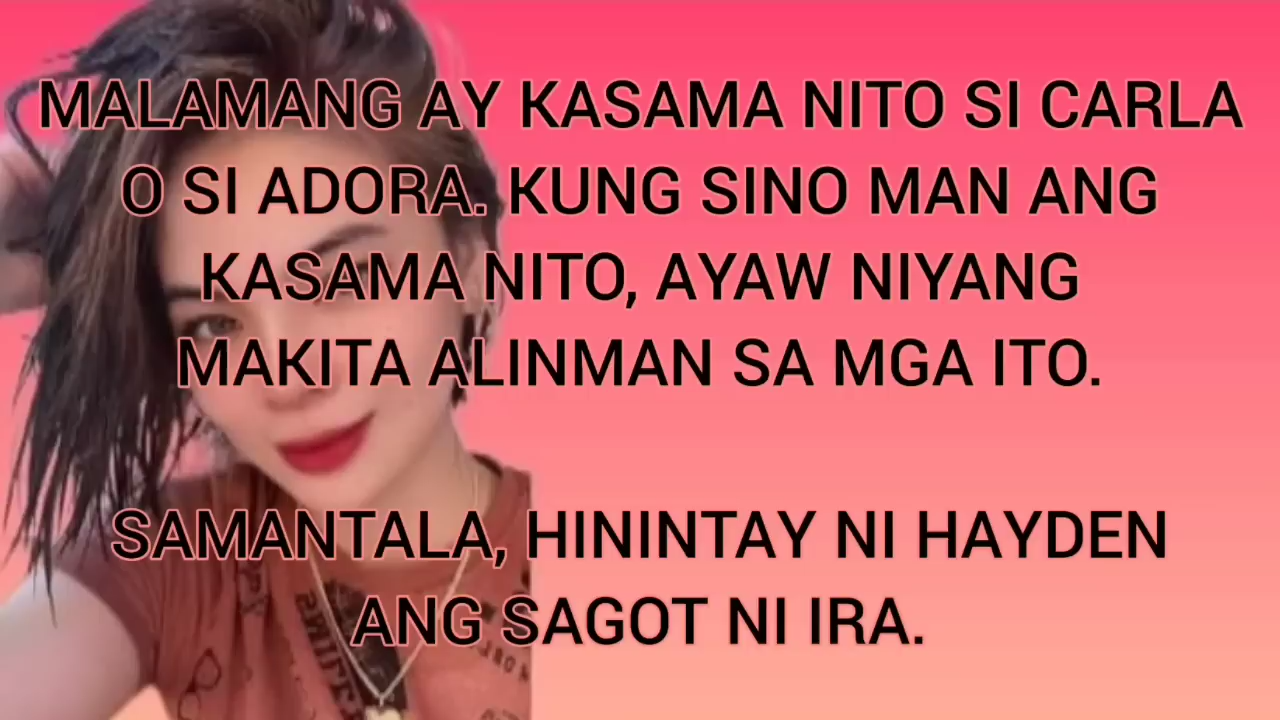 MALAMANG AY KASAMA NITO SI CARLA
O SI ADORA. KUNG SINO MAN ANG
KASAMA NITO, AYAW NIYANG
MAKITA ALINMAN SA MGA ITO.
SAMANTALA, HININTAY NI HAYDEN
ANG SAGOT NI IRA.